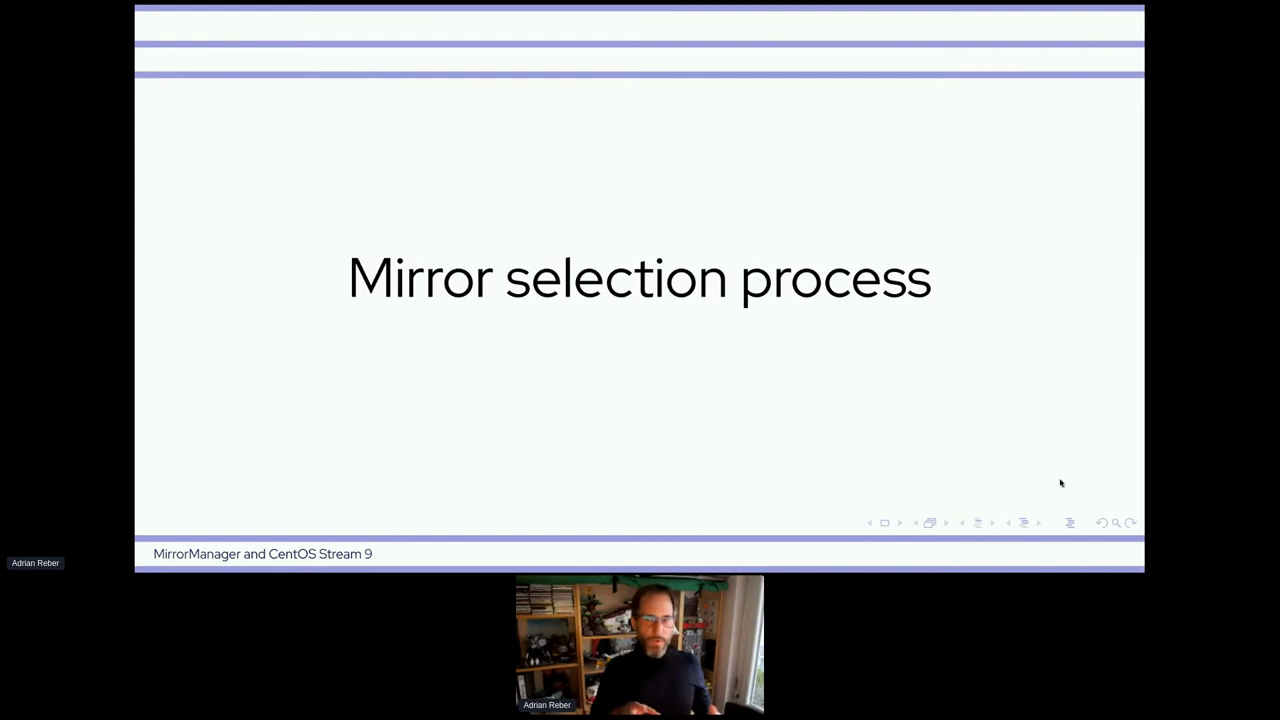 Mirror selection process
MirrorManager and CentOS Stream 9
Adrian Reber
Adrian Reber